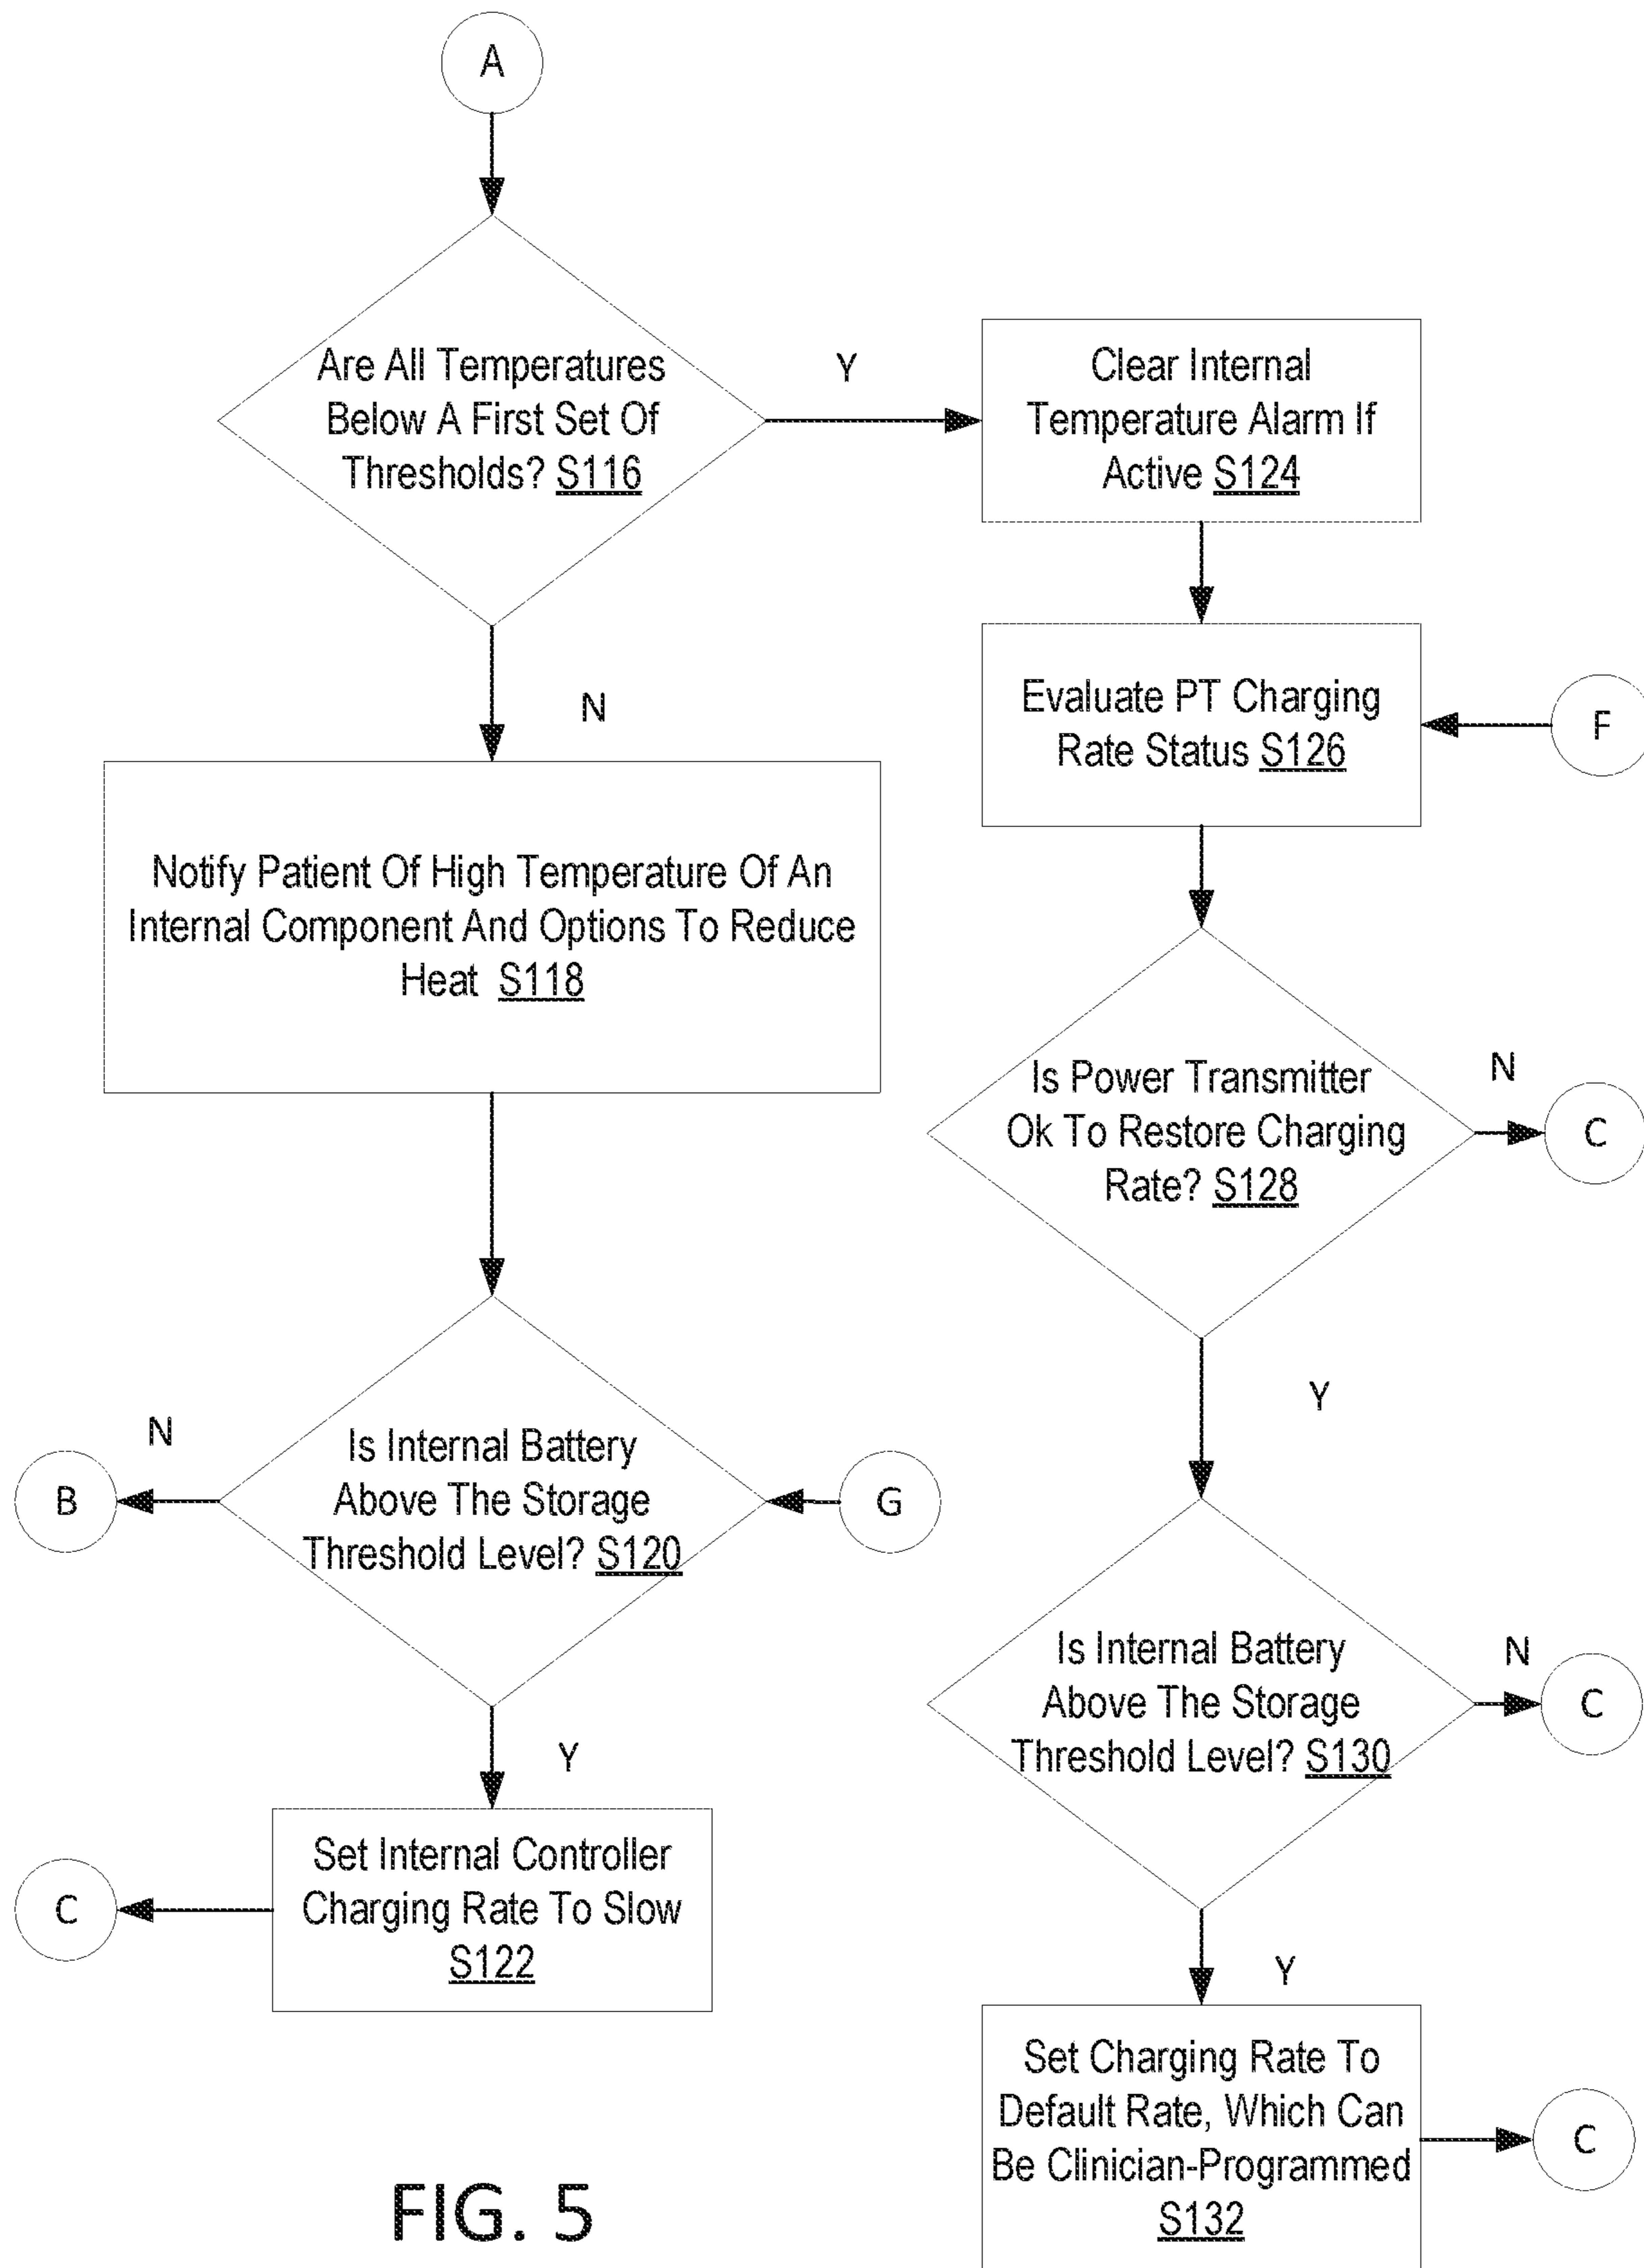 A
Are All Temperatures
Below A First Set Of
Thresholds? S116
Y
Clear Internal
Temperature Alarm If
Active S124
N
Evaluate PT Charging
Rate Status S126
F
Notify Patient Of High Temperature Of An
Internal Component And Options To Reduce
Heat S118
Is Power Transmitter
Ok To Restore Charging
Rate? S128
N
C
Y
Is Internal Battery
Above The Storage
Threshold Level? S120
N
B
G
Y
Is Internal Battery
Above The Storage
Threshold Level? S130
N
C
Set Internal Controller
Charging Rate To Slow
S122
C
Y
Set Charging Rate To
Default Rate, Which Can
Be Clinician-Programmed
S132
C
FIG. 5